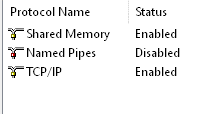 Protocol Name Status
Shared Memory Enabled
Named Pipes Disabled
TCP/IP Enabled